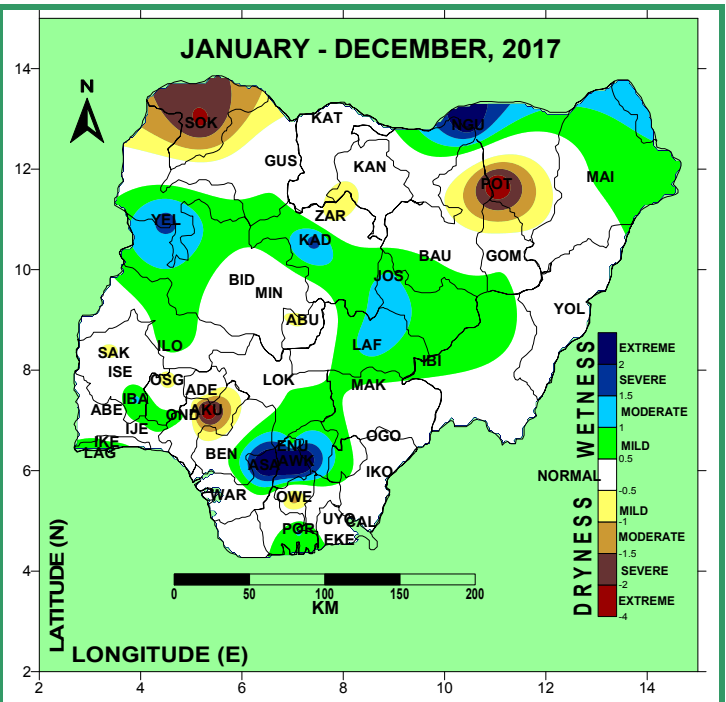 JANUARY - DECEMBER, 2017
14
N
SOK
KAT
NGU
GUS
KAN
12
POT
MAI
ZAR
YEL
KAD
BAU
GOM
10
BID
JOS
MIN
ABU
YOL
ILO
LAF
SAK
ISE
IBI
8
OSG
ADE
LOK
MAK
IBA
ABE
OND
AKU
IJE
OGO
IKE
LAG
BEN
ENU
ASA
AWK
6
IKO
WAR
OWE
UYO
CAL
POR
EKE
4
0
50
100
150
200
KM
WETNESS
EXTREME
2
SEVERE
1.5
MODERATE
1
MILD
0.5
NORMAL
-0.5
DRYNESS
MILD
-1
MODERATE
-1.5
SEVERE
-2
EXTREME
-4
LATITUDE (N)
LONGITUDE (E)
2
2
4
6
8
10
12
14